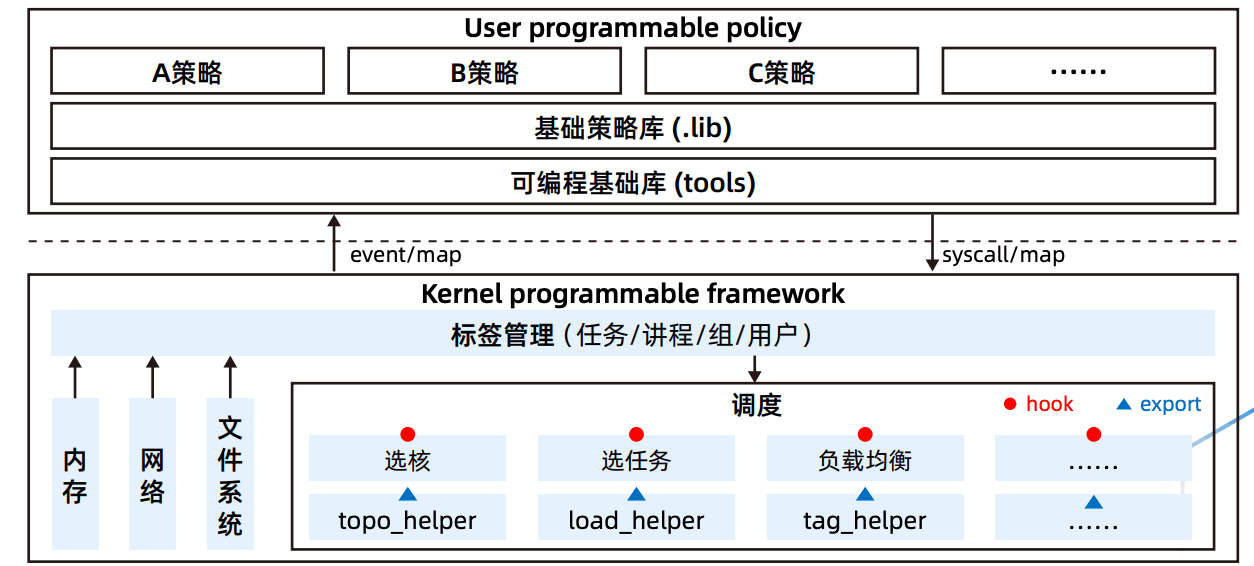 User programmable policy
A策略
B策略
C策略
······
基础策略库 (.lib)
可编程基础库 (tools)
event/map
syscall/map
Kernel programmable framework
标签管理 (任务/讲程/组/用户)
调度
hook
export
内存
网络
文件系统
选核
选任务
负载均衡
......
topo_helper
load_helper
tag_helper
......